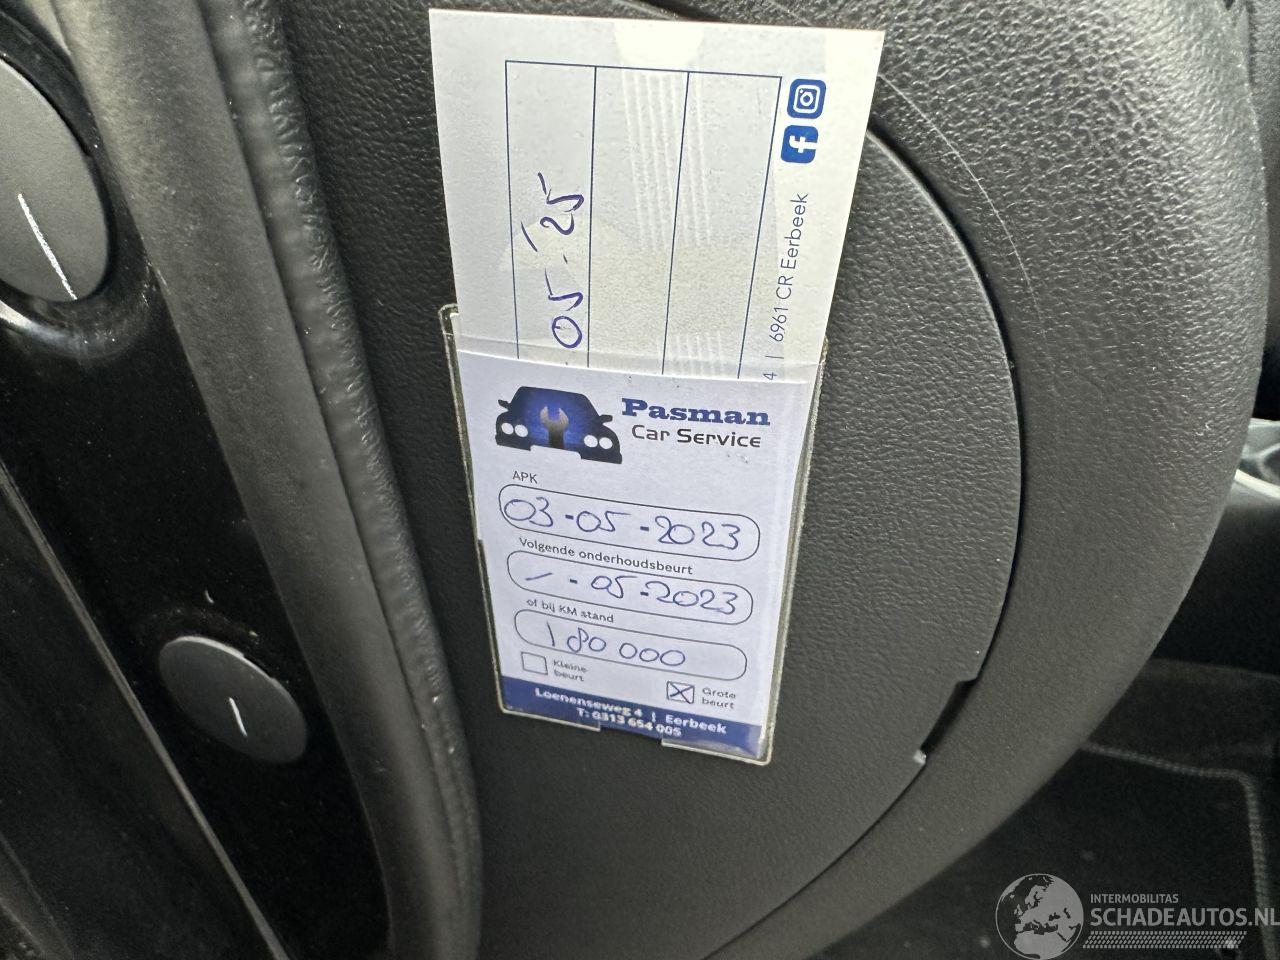 05-'25
4 | 6961 CR Eerbeek
Pasman
Car Service
APK
03-05-2023
Volgende onderhoudsbeurt
- -05-2023
of bij KM stand
180 000
Kleine
beurt
Grote
beurt
Loenenseweg 4 | Eerbeek
T: 0313 654 005
INTERMOBILITAS
SCHADEAUTOS.NL